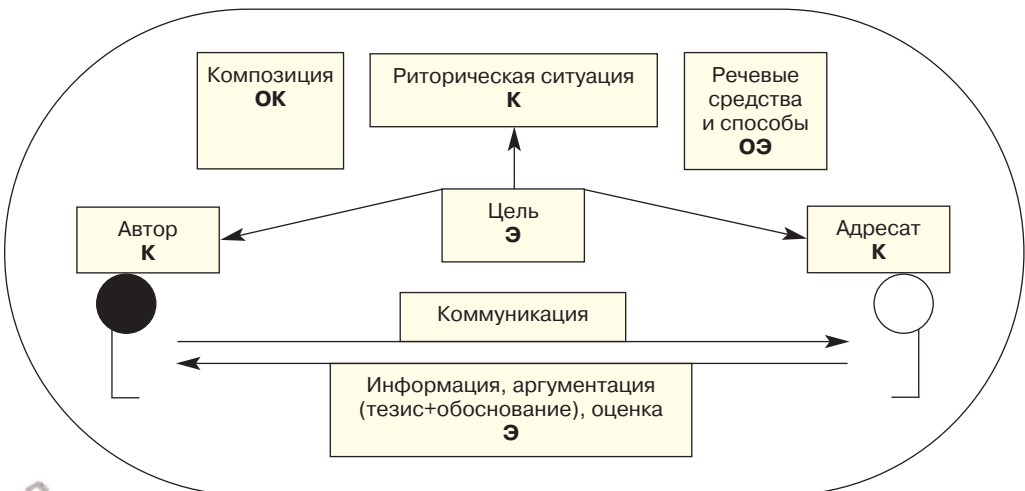 Композиция
ОК
Риторическая ситуация
К
Речевые
средства
и способы
ОЭ
Автор
К
Цель
Э
Адресат
К
Коммуникация
Информация, аргументация
(тезис+обоснование), оценка
Э